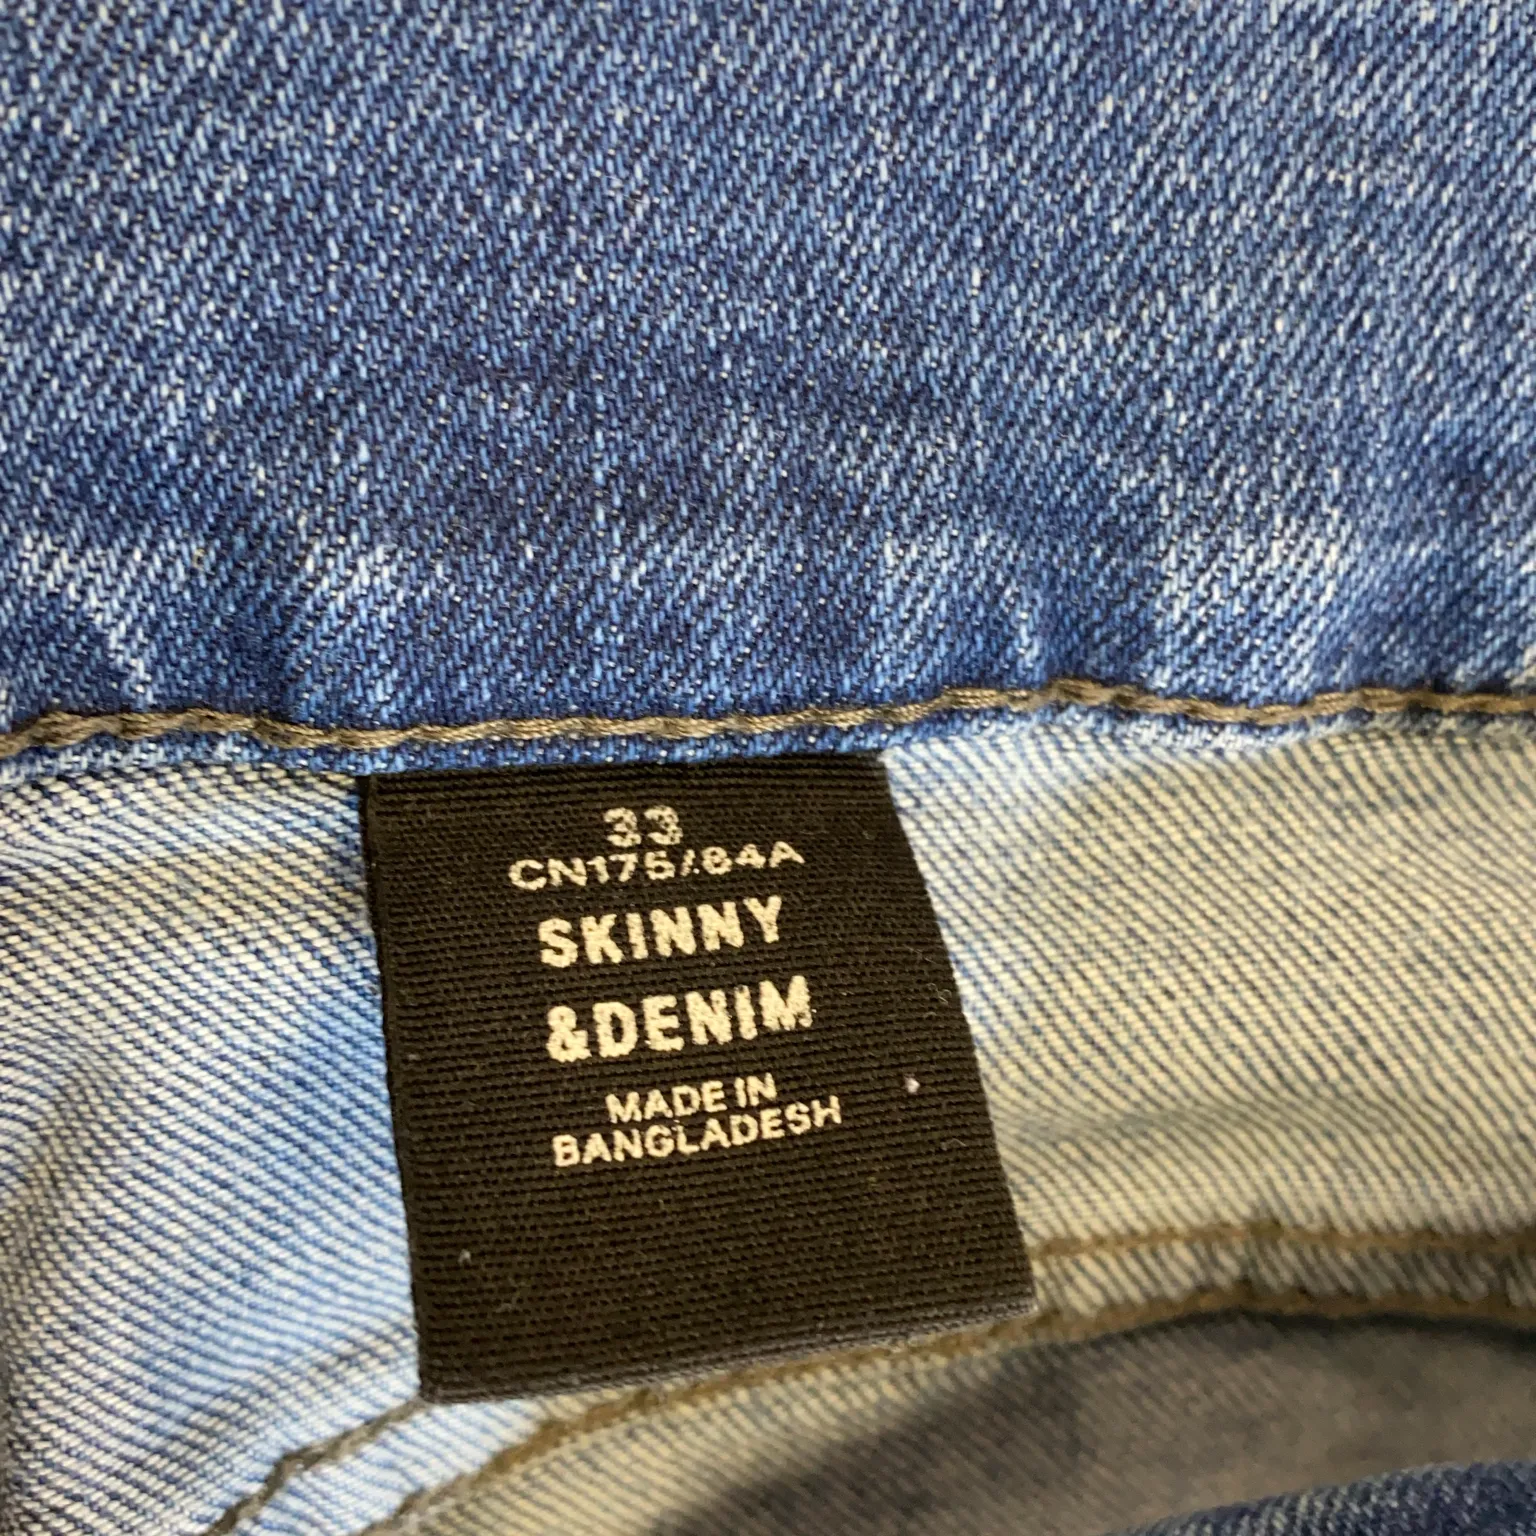 33
CN175/84A
SKINNY
&DENIM
MADE IN
BANGLADESH